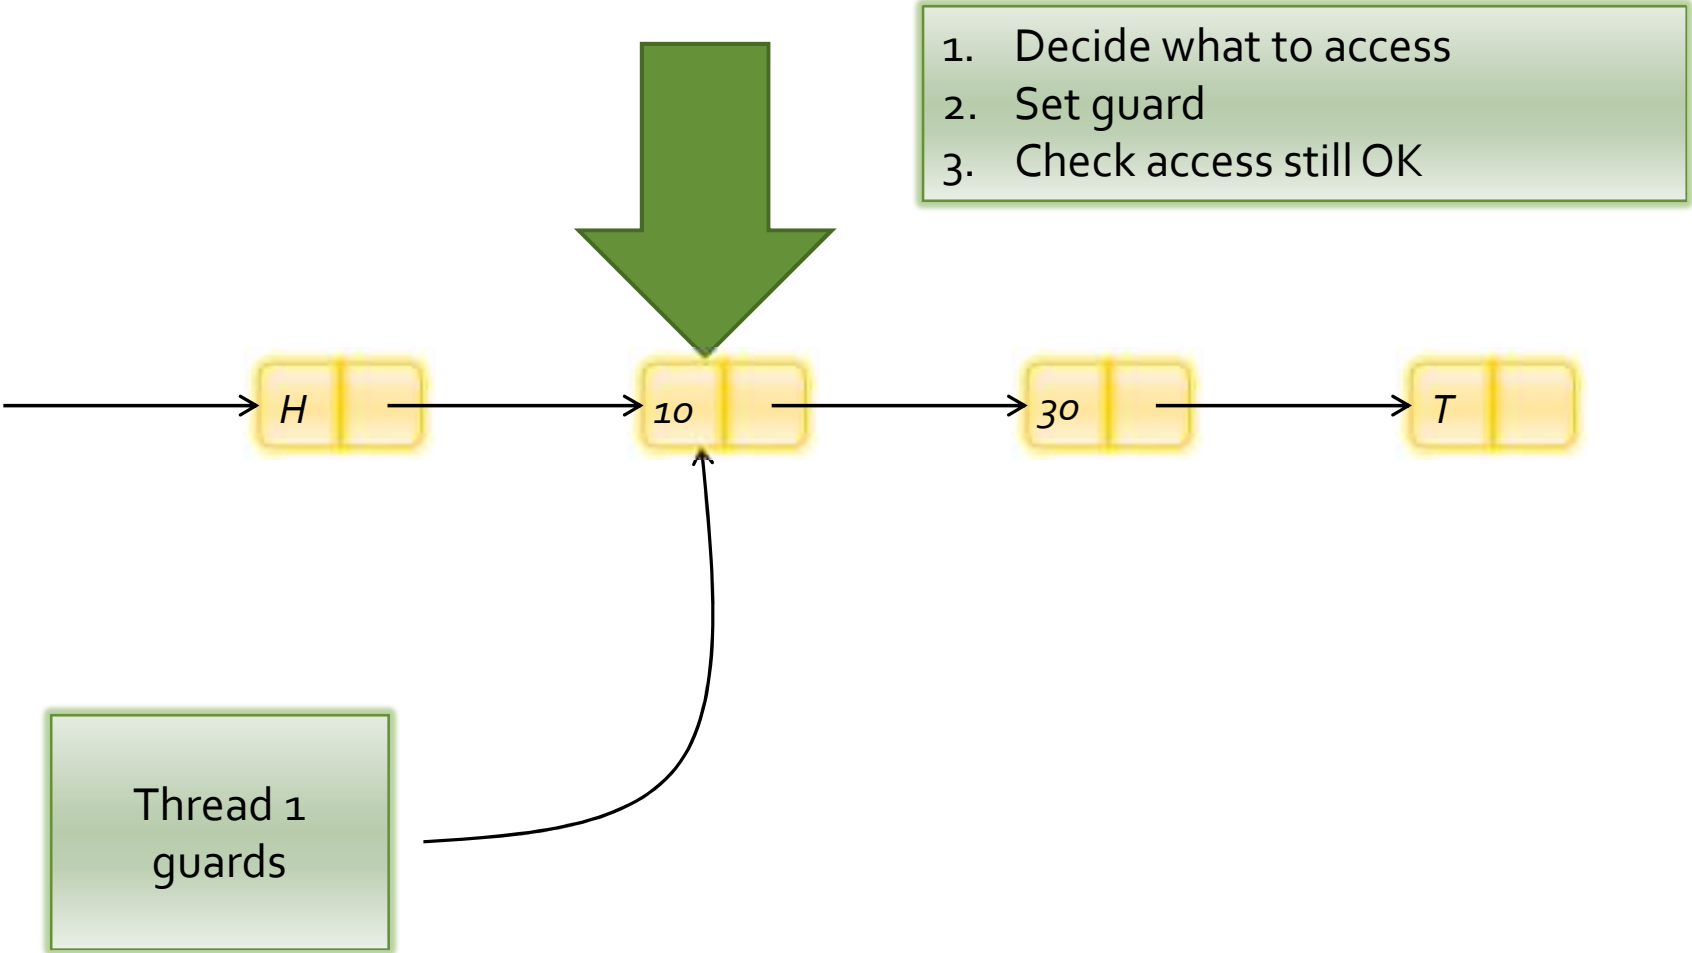 1. Decide what to access
2. Set guard
3. Check access still OK
H
10
30
T
Thread 1
guards